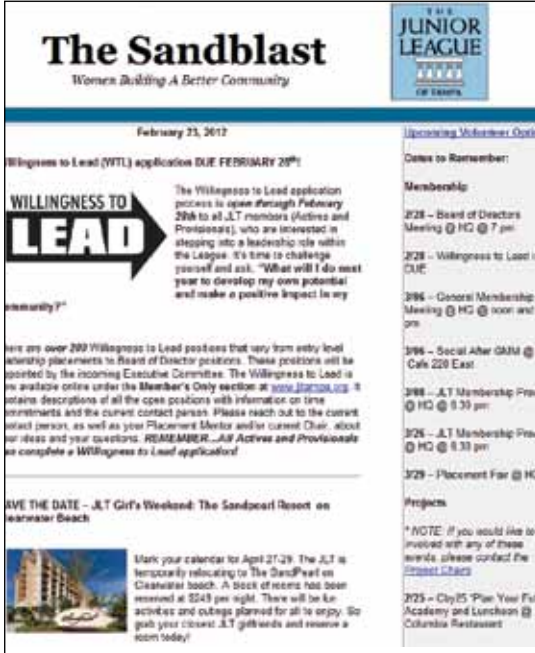 The Sandblast
Women Building A Better Community
THE
JUNIOR
LEAGUE
OF TAMPA
February 23, 2012
illingness to Lead (WTL) application DUE FEBRUARY 28th!
WILLINGNESS TO
LEAD
The Willingness to Lead application
process is open through February
28th to all JLT members (Actives and
Provisionals), who are interested in
stepping into a leadership role within
the League. It's time to challenge
yourself and ask, "What will I do next
year to develop my own potential
and make a positive impact in my
ommunity?"
here are over 200 Willingness to Lead positions that vary from entry level
adership placements to Board of Director positions. These positions will be
ppointed by the incoming Executive Committee. The Willingness to Lead is
ow available online under the Member's Only section at www.jltampa.org. It
ontains descriptions of all the open positions with information on time
ommitments and the current contact person. Please reach out to the current
ontact person, as well as your Placement Mentor and/or current Chair, about
our ideas and your questions. REMEMBER...All Actives and Provisionals
complete a Willingness to Lead application!
AVE THE DATE – JLT Girl's Weekend: The Sandpearl Resort on
learwater Beach
Mark your calendar for April 27-29. The JLT is
temporarily relocating to The SandPearl on
Clearwater beach. A block of rooms has been
reserved at $249 per night. There will be fun
activities and outings planned for all to enjoy. So
grab your closest JLT girlfriends and reserve a
room today!
Upcoming Volunteer Opti
Dates to Remember:
Membership
2/28 – Board of Directors
Meeting @ HQ @ 7 pm
2/28 – Willingness to Lead
DUE
3/06 – General Membership
Meeting @ HQ @ noon and
pm
3/06 – Social After GMM @
Cafe 220 East
3/08 – JLT Membership Prev
@ HQ @ 6:30 pm
3/26 – JLT Membership Prev
@ HQ @ 6:30 pm
3/29 – Placement Fair @ HQ
Projects
* NOTE: If you would like to
involved with any of these
events, please contact the
Project Chairs
2/25 – "Plan Your Fut
Academy and Luncheon @
Columbia Restaurant